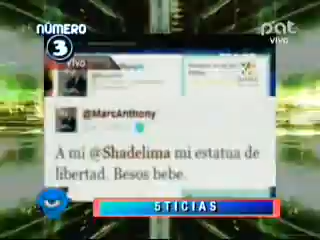 NÚMERO
3
pat
VIVO
VIVO
@MarcAnthony
A mi @Shadelima mi estatua de
libertad. Besos bebe.
5TICIAS